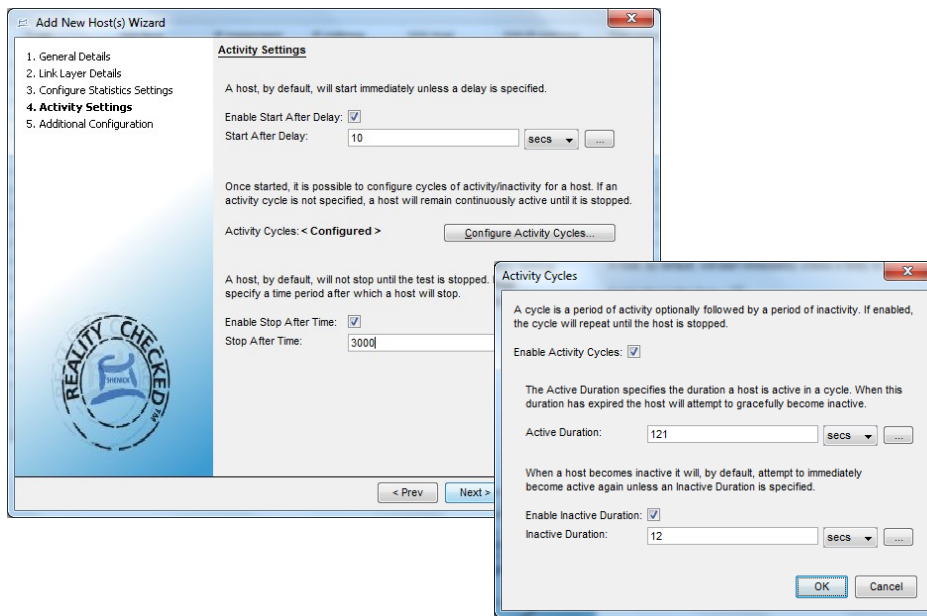 Add New Host(s) Wizard
1. General Details
2. Link Layer Details
3. Configure Statistics Settings
4. Activity Settings
5. Additional Configuration
Activity Settings
A host, by default, will start immediately unless a delay is specified.
Enable Start After Delay:
Start After Delay: 10 secs ...
Once started, it is possible to configure cycles of activity/inactivity for a host. If an
activity cycle is not specified, a host will remain continuously active until it is stopped.
Activity Cycles: < Configured > Configure Activity Cycles...
A host, by default, will not stop until the test is stopped.
specify a time period after which a host will stop.
Enable Stop After Time:
Stop After Time: 3000
REALITY CHECKED™
SHENICK
< Prev Next >
Activity Cycles
A cycle is a period of activity optionally followed by a period of inactivity. If enabled,
the cycle will repeat until the host is stopped.
Enable Activity Cycles:
The Active Duration specifies the duration a host is active in a cycle. When this
duration has expired the host will attempt to gracefully become inactive.
Active Duration: 121 secs ...
When a host becomes inactive it will, by default, attempt to immediately
become active again unless an Inactive Duration is specified.
Enable Inactive Duration:
Inactive Duration: 12 secs ...
OK Cancel